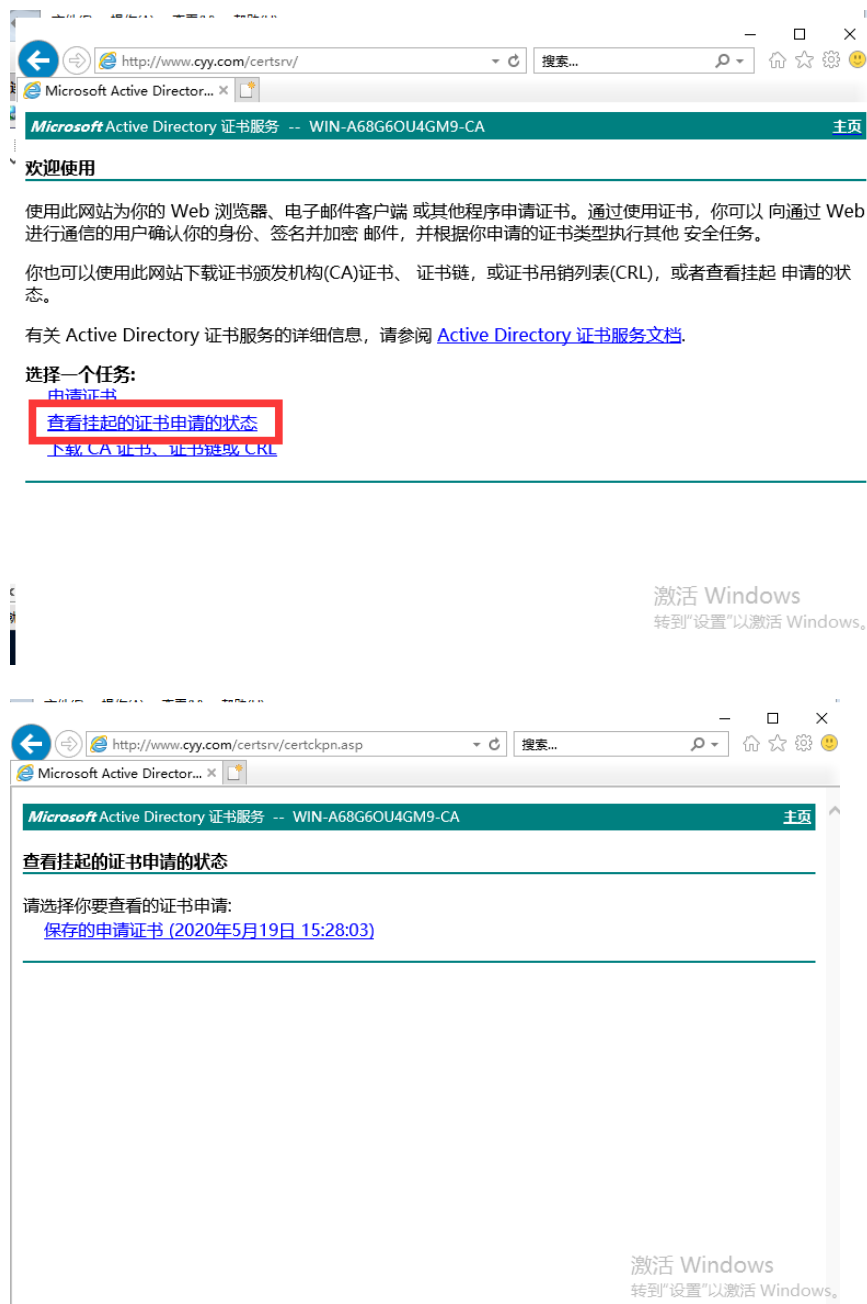 http://www.cyy.com/certsrv/
搜索...
Microsoft Active Director...
Microsoft Active Directory 证书服务 -- WIN-A68G6OU4GM9-CA 主页
欢迎使用
使用此网站为你的 Web 浏览器、电子邮件客户端 或其他程序申请证书。通过使用证书，你可以 向通过 Web
进行通信的用户确认你的身份、签名并加密 邮件，并根据你申请的证书类型执行其他 安全任务。
你也可以使用此网站下载证书颁发机构(CA)证书、 证书链，或证书吊销列表(CRL)，或者查看挂起 申请的状
态。
有关 Active Directory 证书服务的详细信息，请参阅 Active Directory 证书服务文档.
选择一个任务:
申请证书
查看挂起的证书申请的状态
下载 CA 证书、证书链或 CRL
激活 Windows
转到"设置"以激活 Windows。
http://www.cyy.com/certsrv/certckpn.asp
搜索...
Microsoft Active Director...
Microsoft Active Directory 证书服务 -- WIN-A68G6OU4GM9-CA 主页
查看挂起的证书申请的状态
请选择你要查看的证书申请:
保存的申请证书 (2020年5月19日 15:28:03)
激活 Windows
转到"设置"以激活 Windows。